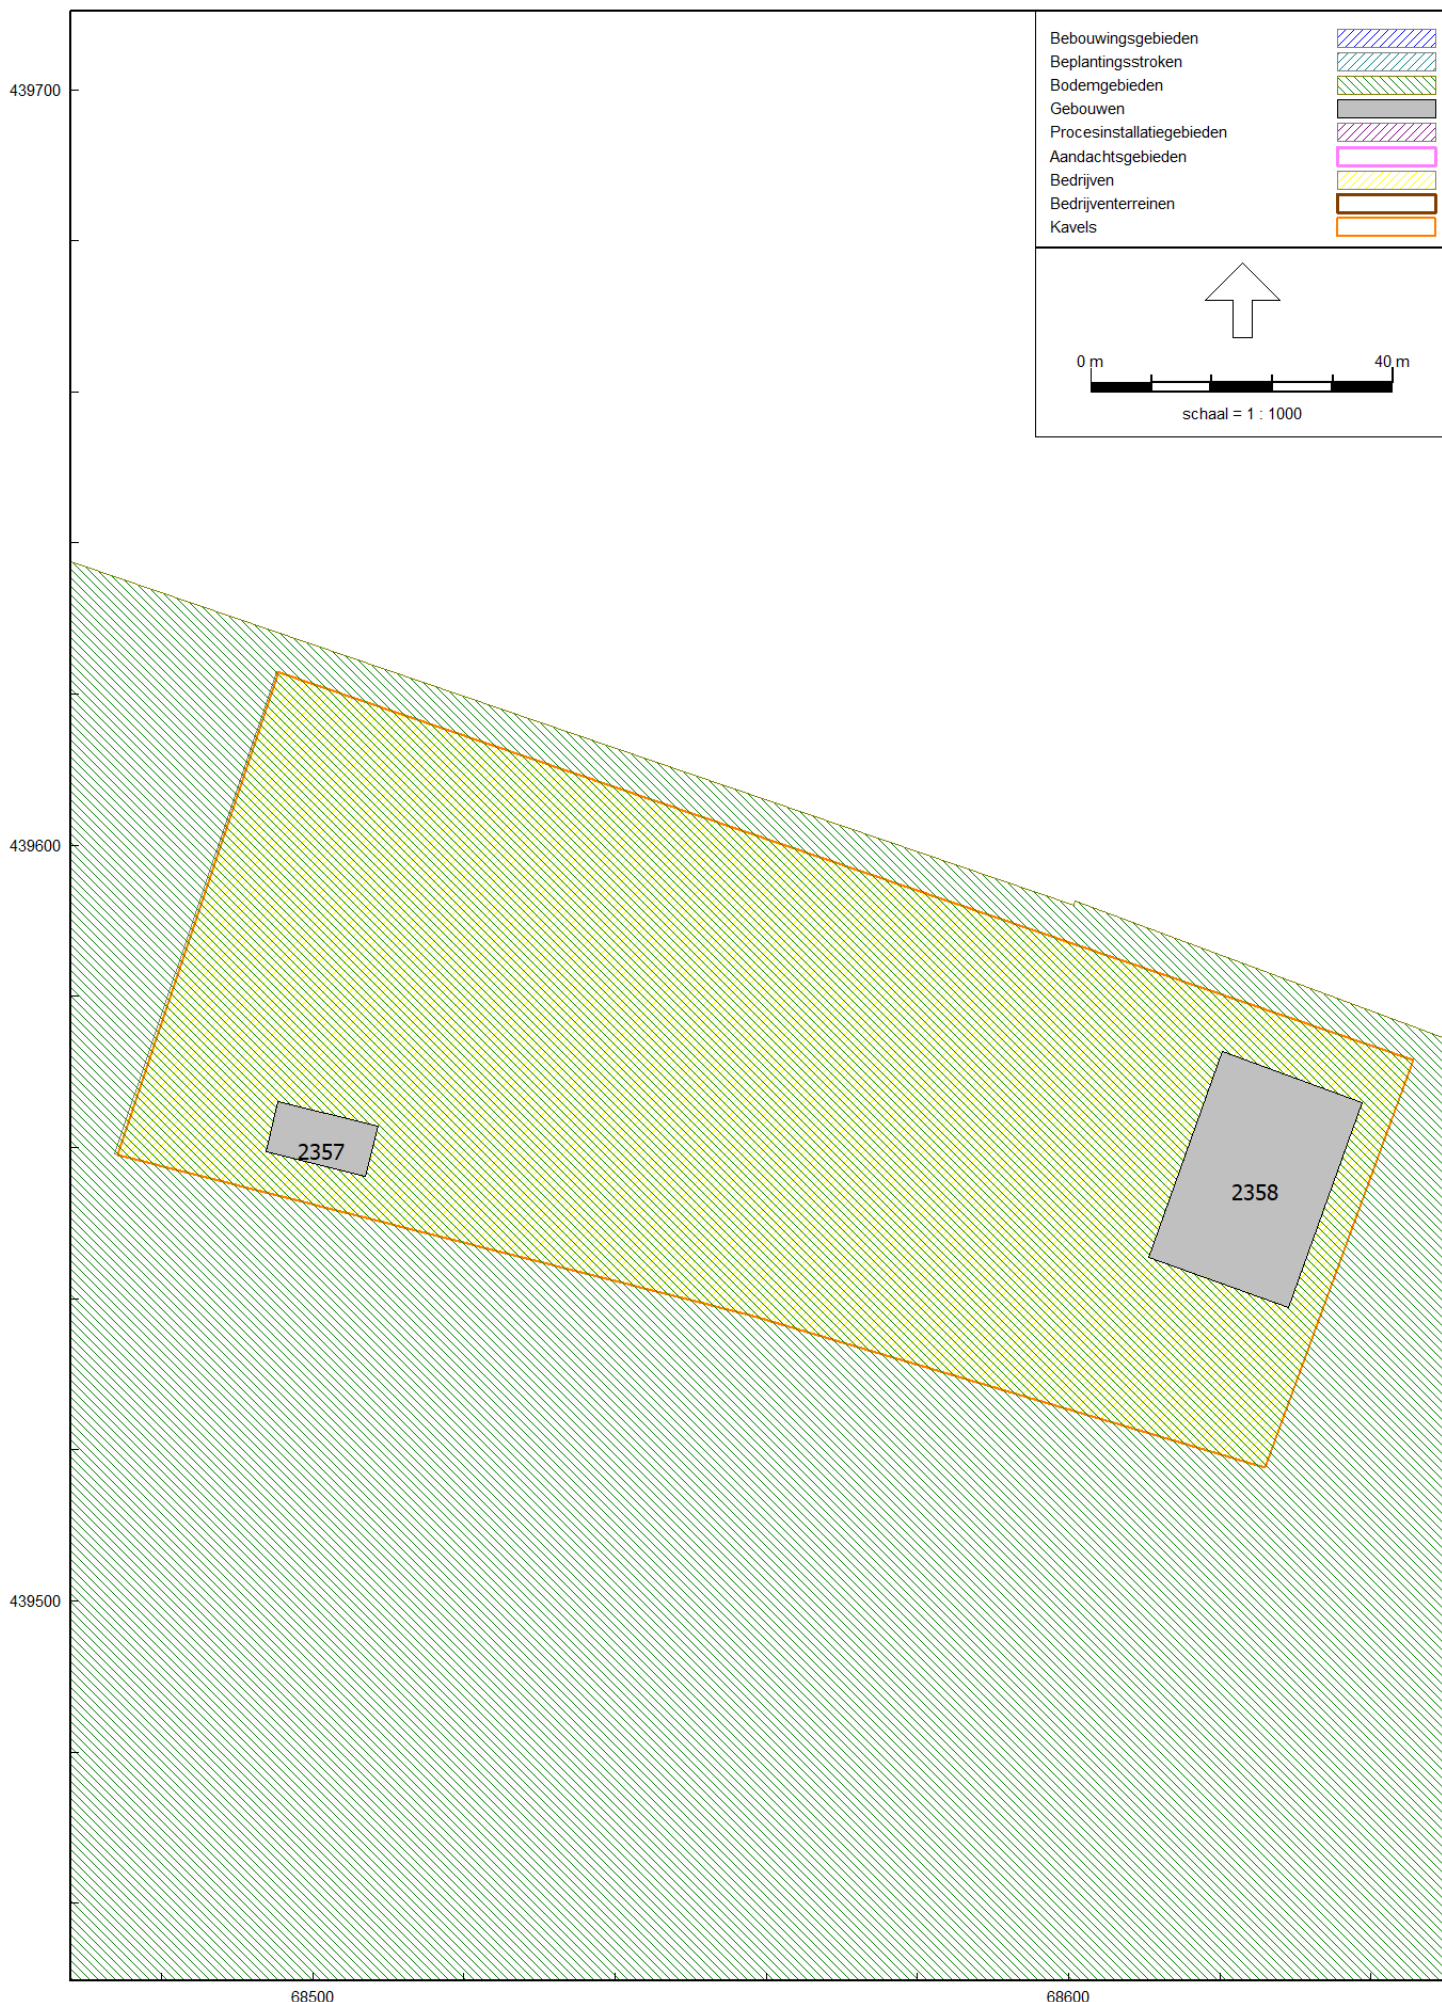 Bebouwingsgebieden
Beplantingsstroken
Bodemgebieden
Gebouwen
Procesinstallatiegebieden
Aandachtsgebieden
Bedrijven
Bedrijventerreinen
Kavels
0 m 40 m
schaal = 1 : 1000
439700
439600
439500
2357
2358
68500 68600